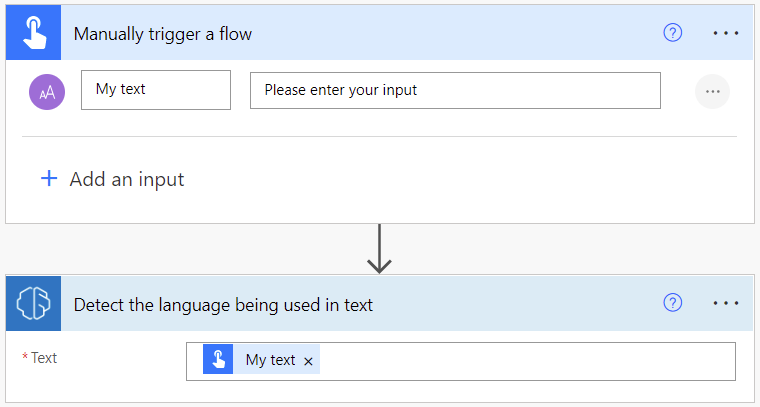 Manually trigger a flow
AA
My text
Please enter your input
Add an input
Detect the language being used in text
* Text
My text